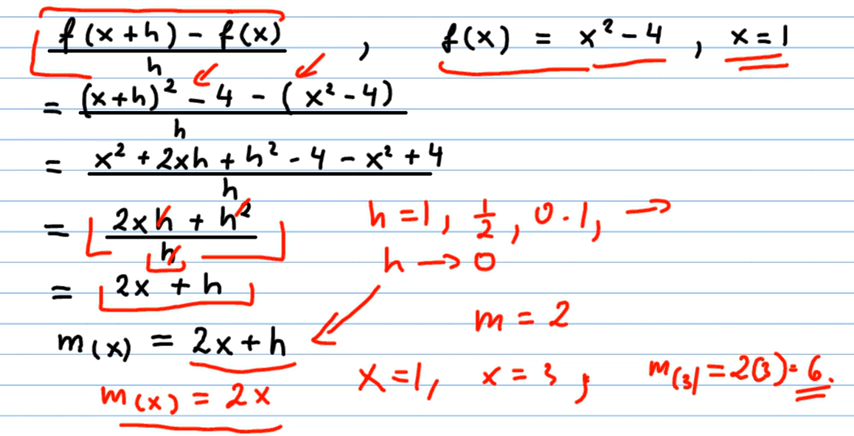 (f(x+h) - f(x))/h , f(x) = x² - 4 , x = 1
= ((x+h)² - 4 - (x² - 4))/h
= (x² + 2xh + h² - 4 - x² + 4)/h
= (2xh + h²)/h h = 1, 1/2, 0.1, →
h → 0
= 2x + h
m = 2
m(x) = 2x+h
m(x) = 2x x = 1, x = 3, m(3) = 2(3) = 6.